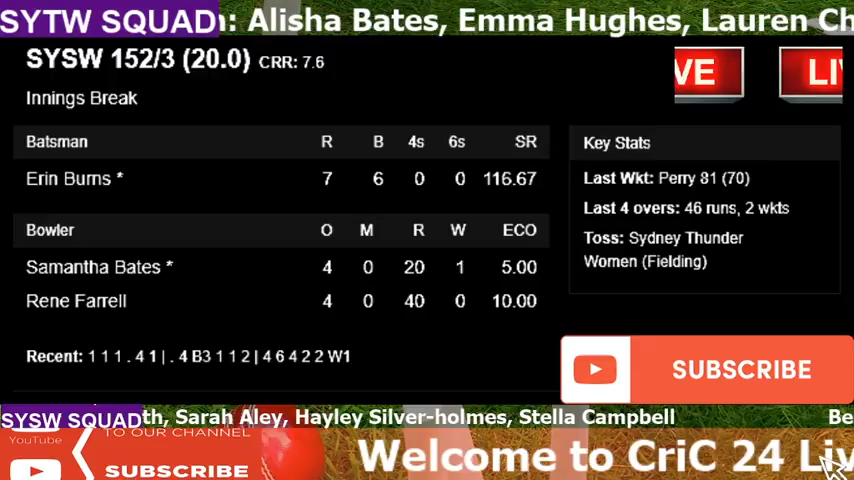 SYTW SQUAD n: Alisha Bates, Emma Hughes, Lauren Ch
SYSW 152/3 (20.0) CRR: 7.6
VE LIV
Innings Break
Batsman R B 4s 6s SR
Erin Burns * 7 6 0 0 116.67
Bowler O M R W ECO
Samantha Bates * 4 0 20 1 5.00
Rene Farrell 4 0 40 0 10.00
Recent: 1 1 1 . 4 1 | . 4 B3 1 1 2 | 4 6 4 2 2 W1
Key Stats
Last Wkt: Perry 81 (70)
Last 4 overs: 46 runs, 2 wkts
Toss: Sydney Thunder
Women (Fielding)
SUBSCRIBE
SYSW SQUAD th, Sarah Aley, Hayley Silver-holmes, Stella Campbell Be
YouTube
TO OUR CHANNEL
SUBSCRIBE
Welcome to CriC 24 Liv